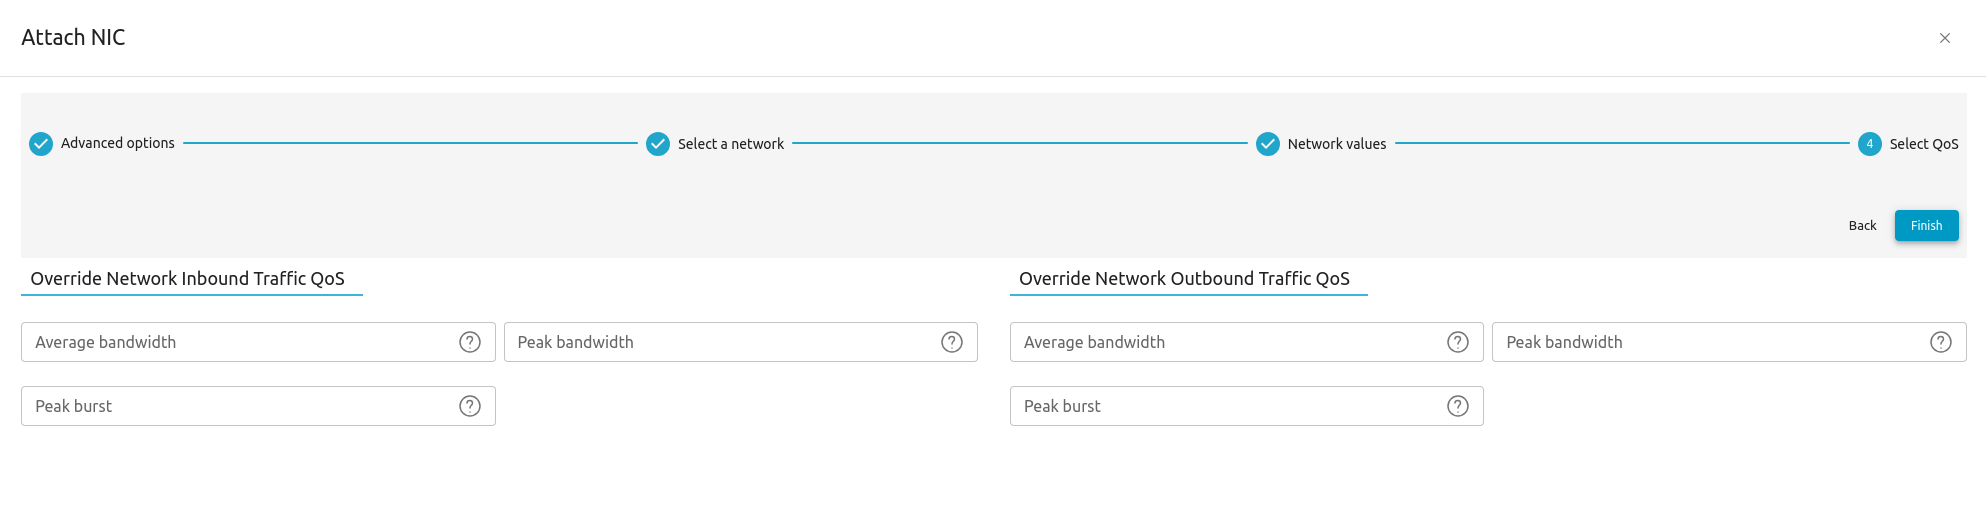 Attach NIC
Advanced options
Select a network
Network values
4 Select QoS
Back Finish
Override Network Inbound Traffic QoS
Average bandwidth ? Peak bandwidth ?
Peak burst ?
Override Network Outbound Traffic QoS
Average bandwidth ? Peak bandwidth ?
Peak burst ?